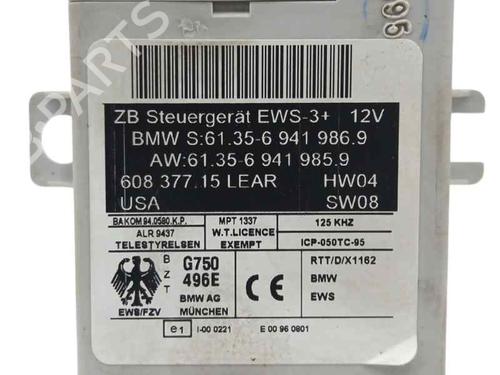 95
ZB Steuergerät EWS-3+ 12V
BMW S:61.35-6 941 986.9
AW:61.35-6 941 985.9
608 377.15 LEAR HW04
USA SW08
BAKOM 94.0580.K.P.
ALR 9437
TELESTYRELSEN
MPT 1337
W.T.LICENCE
EXEMPT
125 KHZ
ICP-050TC-95
EWS/FZV
BZT
G750
496E
BMW AG
MÜNCHEN
CE
RTT/D/X1162
BMW
EWS
e1 I-00 0221 E 00 96 0801
B-PARTS